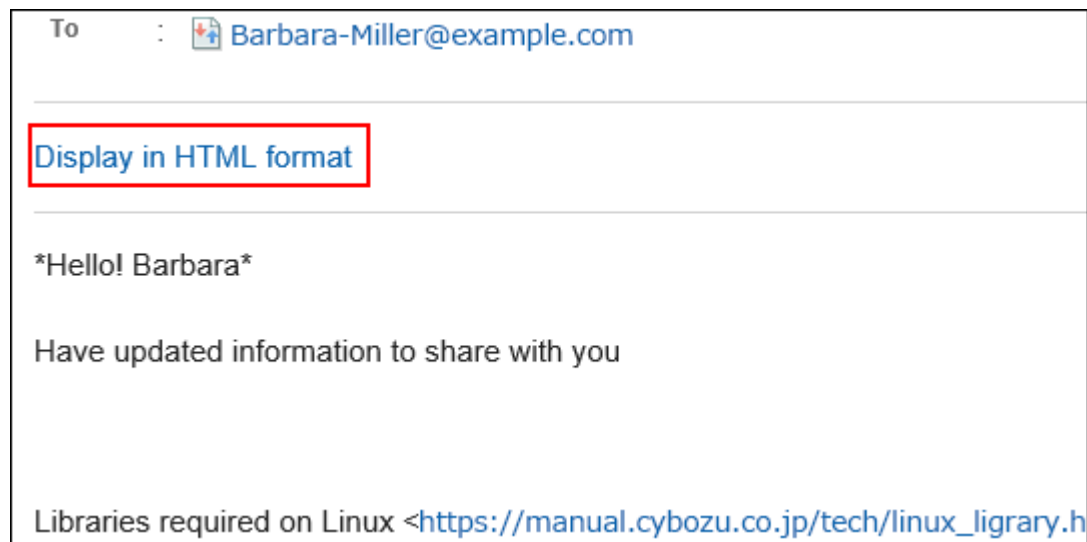 To : Barbara-Miller@example.com
Display in HTML format
*Hello! Barbara*
Have updated information to share with you
Libraries required on Linux <https://manual.cybozu.co.jp/tech/linux_ligrary.h